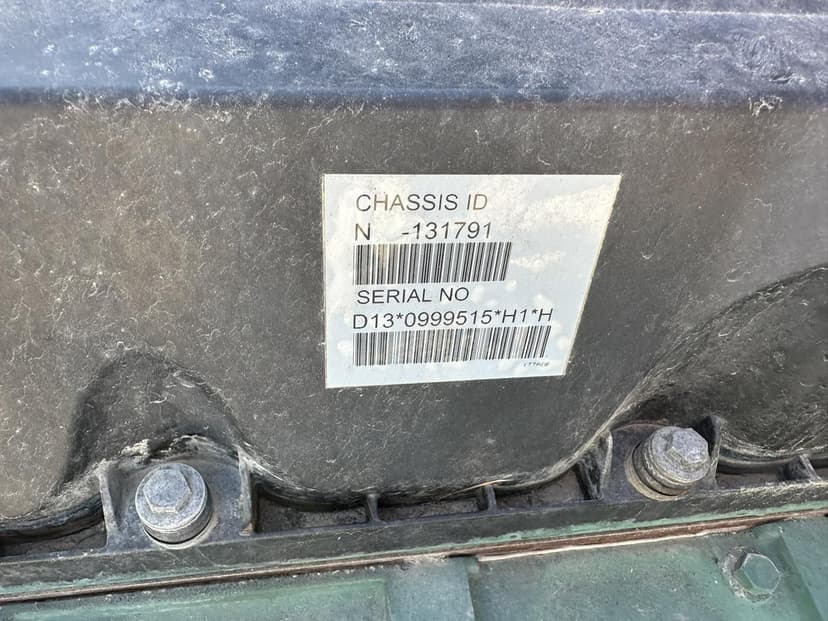 CHASSIS ID
N -131791
SERIAL NO
D13*0999515*H1*H